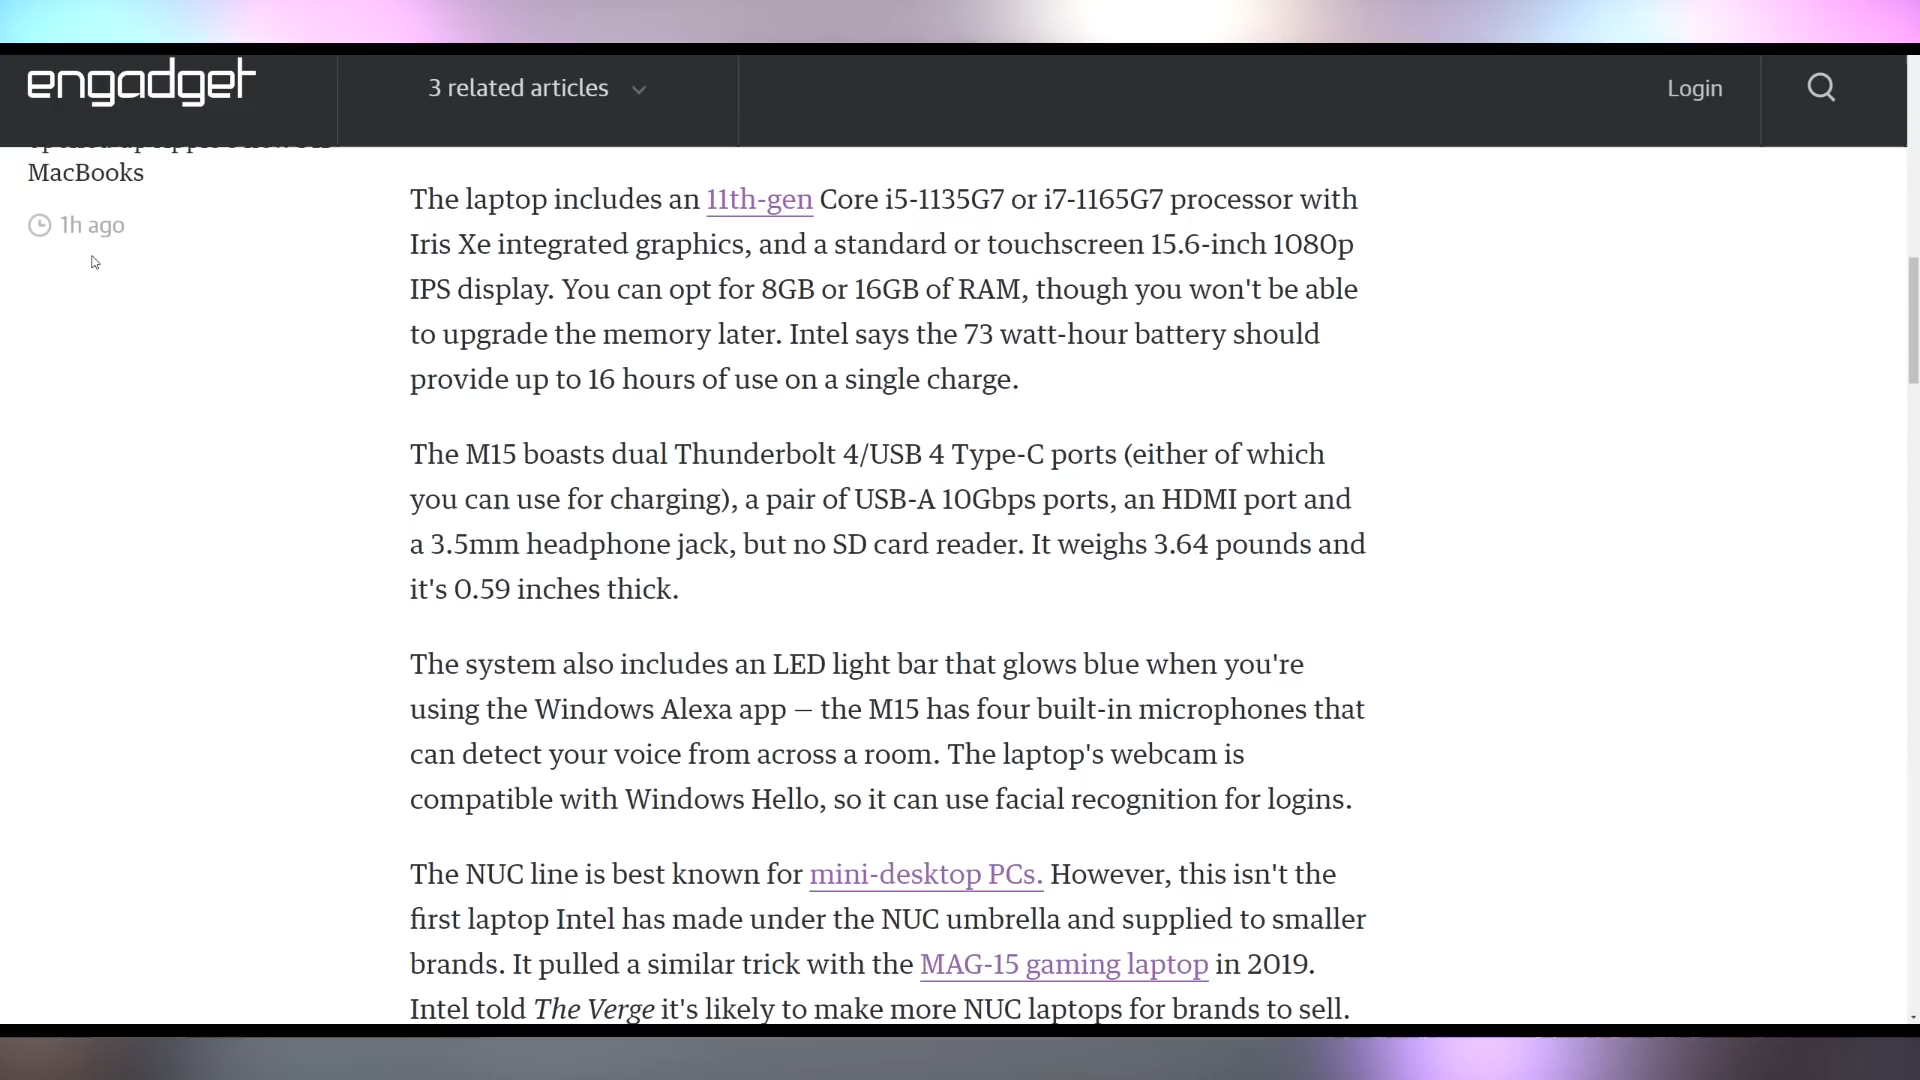 engadget
3 related articles
Login
MacBooks
1h ago
The laptop includes an 11th-gen Core i5-1135G7 or i7-1165G7 processor with
Iris Xe integrated graphics, and a standard or touchscreen 15.6-inch 1080p
IPS display. You can opt for 8GB or 16GB of RAM, though you won't be able
to upgrade the memory later. Intel says the 73 watt-hour battery should
provide up to 16 hours of use on a single charge.
The M15 boasts dual Thunderbolt 4/USB 4 Type-C ports (either of which
you can use for charging), a pair of USB-A 10Gbps ports, an HDMI port and
a 3.5mm headphone jack, but no SD card reader. It weighs 3.64 pounds and
it's 0.59 inches thick.
The system also includes an LED light bar that glows blue when you're
using the Windows Alexa app — the M15 has four built-in microphones that
can detect your voice from across a room. The laptop's webcam is
compatible with Windows Hello, so it can use facial recognition for logins.
The NUC line is best known for mini-desktop PCs. However, this isn't the
first laptop Intel has made under the NUC umbrella and supplied to smaller
brands. It pulled a similar trick with the MAG-15 gaming laptop in 2019.
Intel told The Verge it's likely to make more NUC laptops for brands to sell.